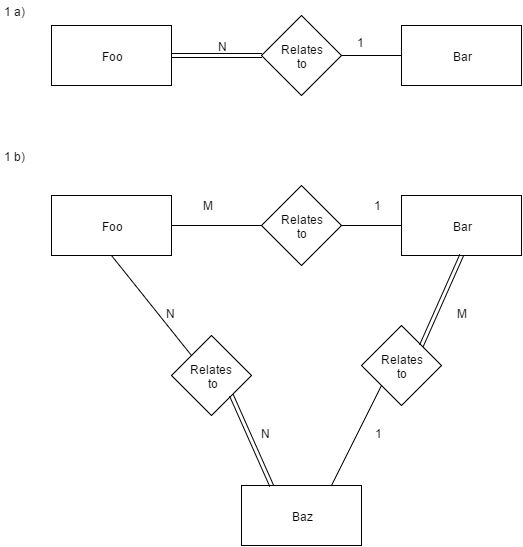 1 a)
Foo
N
Relates
to
1
Bar
1 b)
Foo
M
Relates
to
1
Bar
N
M
Relates
to
Relates
to
N
1
Baz